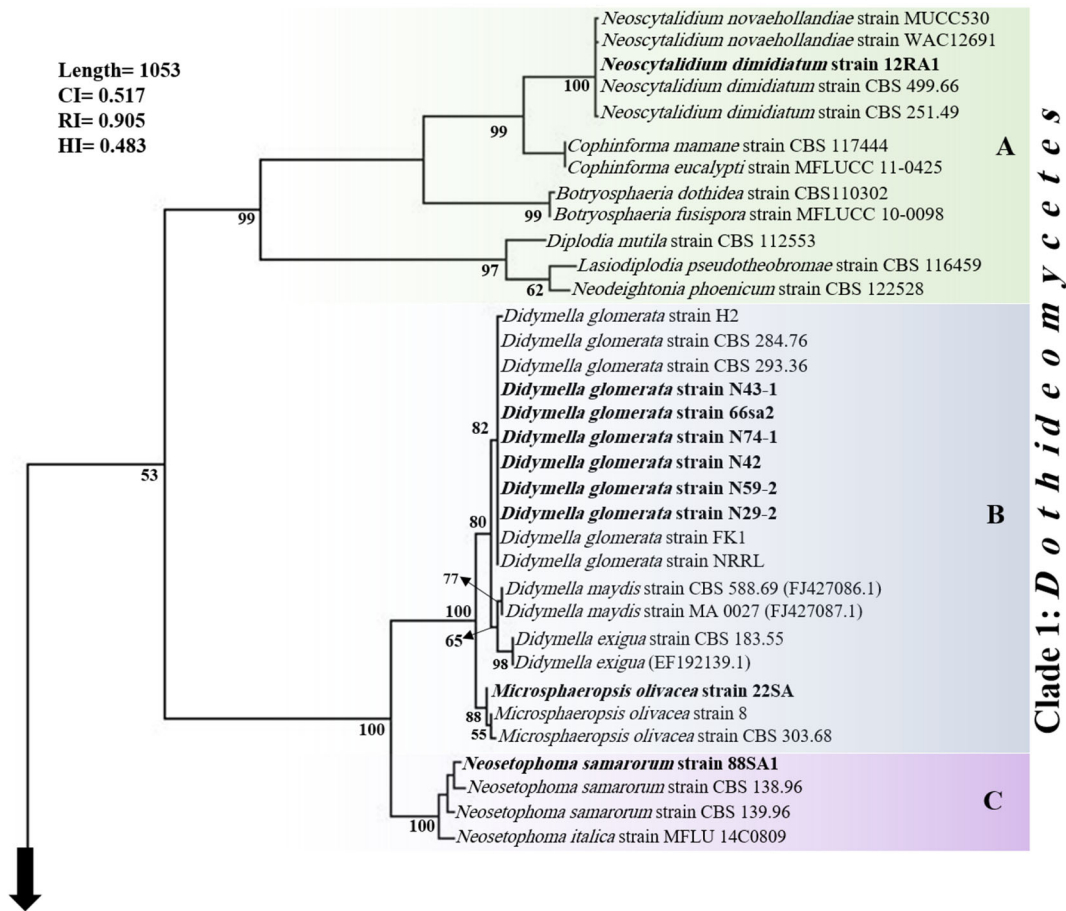 Length= 1053
CI= 0.517
RI= 0.905
HI= 0.483
Neoscytalidium novaehollandiae strain MUCC530
Neoscytalidium novaehollandiae strain WAC12691
Neoscytalidium dimidiatum strain 12RA1
100
Neoscytalidium dimidiatum strain CBS 499.66
Neoscytalidium dimidiatum strain CBS 251.49
99
Cophinforma mamane strain CBS 117444
A
Cophinforma eucalypti strain MFLUCC 11-0425
Botryosphaeria dothidea strain CBS110302
99
99
Botryosphaeria fusispora strain MFLUCC 10-0098
Diplodia mutila strain CBS 112553
97
Lasiodiplodia pseudotheobromae strain CBS 116459
62
Neodeightonia phoenicum strain CBS 122528
Didymella glomerata strain H2
Didymella glomerata strain CBS 284.76
Didymella glomerata strain CBS 293.36
Didymella glomerata strain N43-1
Didymella glomerata strain 66sa2
82
Didymella glomerata strain N74-1
Didymella glomerata strain N42
53
Didymella glomerata strain N59-2
Didymella glomerata strain N29-2
B
80
Didymella glomerata strain FK1
Didymella glomerata strain NRRL
77
Didymella maydis strain CBS 588.69 (FJ427086.1)
100
Didymella maydis strain MA 0027 (FJ427087.1)
65
Didymella exigua strain CBS 183.55
98
Didymella exigua (EF192139.1)
Microsphaeropsis olivacea strain 22SA
88
Microsphaeropsis olivacea strain 8
100
55
Microsphaeropsis olivacea strain CBS 303.68
Neosetophoma samarorum strain 88SA1
Neosetophoma samarorum strain CBS 138.96
C
Neosetophoma samarorum strain CBS 139.96
100
Neosetophoma italica strain MFLU 14C0809
Clade 1: Dothideomycetes